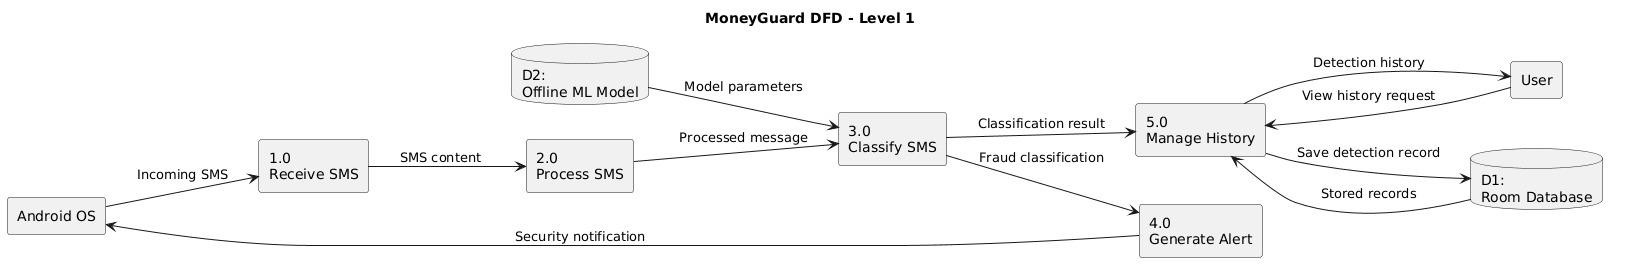 MoneyGuard DFD - Level 1
D2:
Offline ML Model
Model parameters
Detection history
User
View history request
Incoming SMS
1.0
Receive SMS
SMS content
2.0
Process SMS
Processed message
3.0
Classify SMS
Classification result
Fraud classification
5.0
Manage History
Save detection record
D1:
Room Database
Stored records
Android OS
Security notification
4.0
Generate Alert